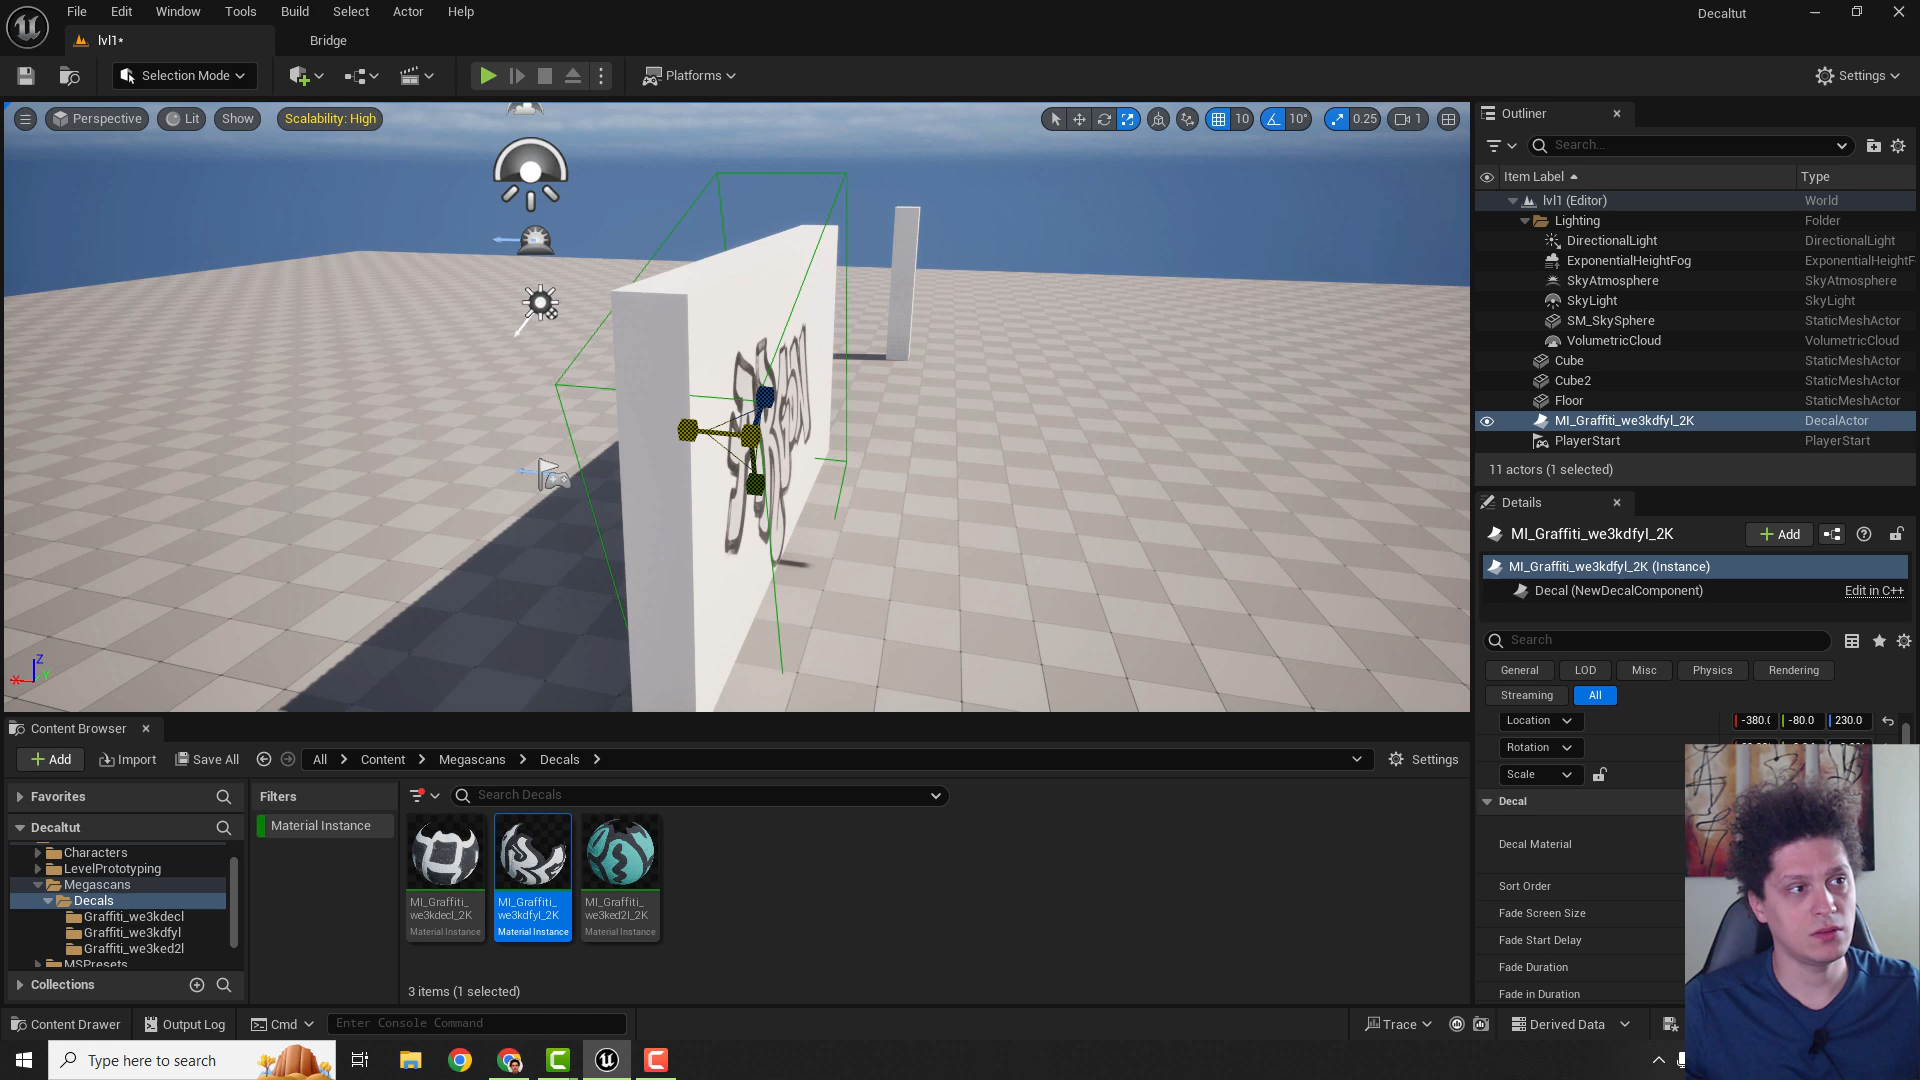 File Edit Window Tools Build Select Actor Help
Decaltut
lvl1*
Bridge
Selection Mode
Platforms
Settings
Perspective
Lit
Show
Scalability: High
10
10°
0.25
1
Outliner
Search...
Item Label
Type
lvl1 (Editor) World
Lighting Folder
DirectionalLight DirectionalLight
ExponentialHeightFog ExponentialHeightF
SkyAtmosphere SkyAtmosphere
SkyLight SkyLight
SM_SkySphere StaticMeshActor
VolumetricCloud VolumetricCloud
Cube StaticMeshActor
Cube2 StaticMeshActor
Floor StaticMeshActor
MI_Graffiti_we3kdfyl_2K DecalActor
PlayerStart PlayerStart
11 actors (1 selected)
Details
MI_Graffiti_we3kdfyl_2K
Add
MI_Graffiti_we3kdfyl_2K (Instance)
Decal (NewDecalComponent) Edit in C++
Search
General LOD Misc Physics Rendering
Streaming All
Location -380.( -80.0 230.0
Rotation
Scale
Decal
Decal Material
Sort Order
Fade Screen Size
Fade Start Delay
Fade Duration
Fade in Duration
Z
X
Y
Content Browser
Add Import Save All All Content Megascans Decals Settings
Favorites
Decaltut
Characters
LevelPrototyping
Megascans
Decals
Graffiti_we3kdecl
Graffiti_we3kdfyl
Graffiti_we3ked2l
MSPresets
Collections
Filters
Material Instance
Search Decals
MI_Graffiti_
we3kdecl_2K
Material Instance
MI_Graffiti_
we3kdfyl_2K
Material Instance
MI_Graffiti_
we3ked2l_2K
Material Instance
3 items (1 selected)
Content Drawer Output Log Cmd Enter Console Command Trace Derived Data
Type here to search